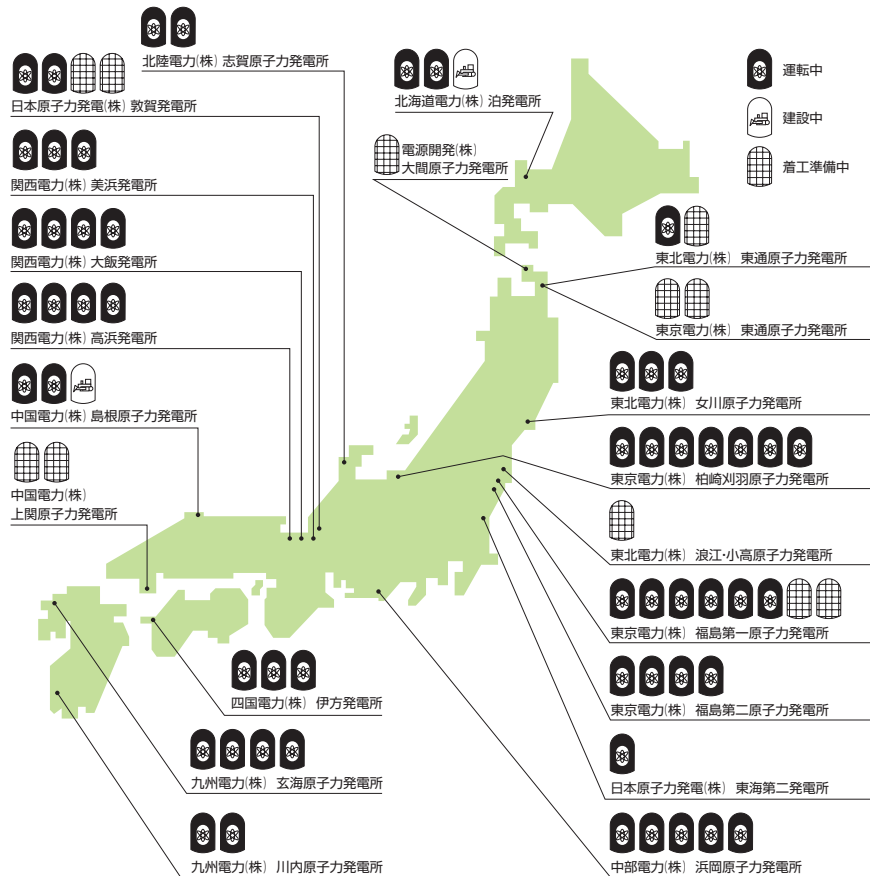 北陸電力(株) 志賀原子力発電所
日本原子力発電(株) 敦賀発電所
関西電力(株) 美浜発電所
関西電力(株) 大飯発電所
関西電力(株) 高浜発電所
中国電力(株) 島根原子力発電所
中国電力(株)
上関原子力発電所
北海道電力(株) 泊発電所
電源開発(株)
大間原子力発電所
運転中
建設中
着工準備中
東北電力(株) 東通原子力発電所
東京電力(株) 東通原子力発電所
東北電力(株) 女川原子力発電所
東京電力(株) 柏崎刈羽原子力発電所
東北電力(株) 浪江・小高原子力発電所
東京電力(株) 福島第一原子力発電所
東京電力(株) 福島第二原子力発電所
日本原子力発電(株) 東海第二発電所
中部電力(株) 浜岡原子力発電所
四国電力(株) 伊方発電所
九州電力(株) 玄海原子力発電所
九州電力(株) 川内原子力発電所